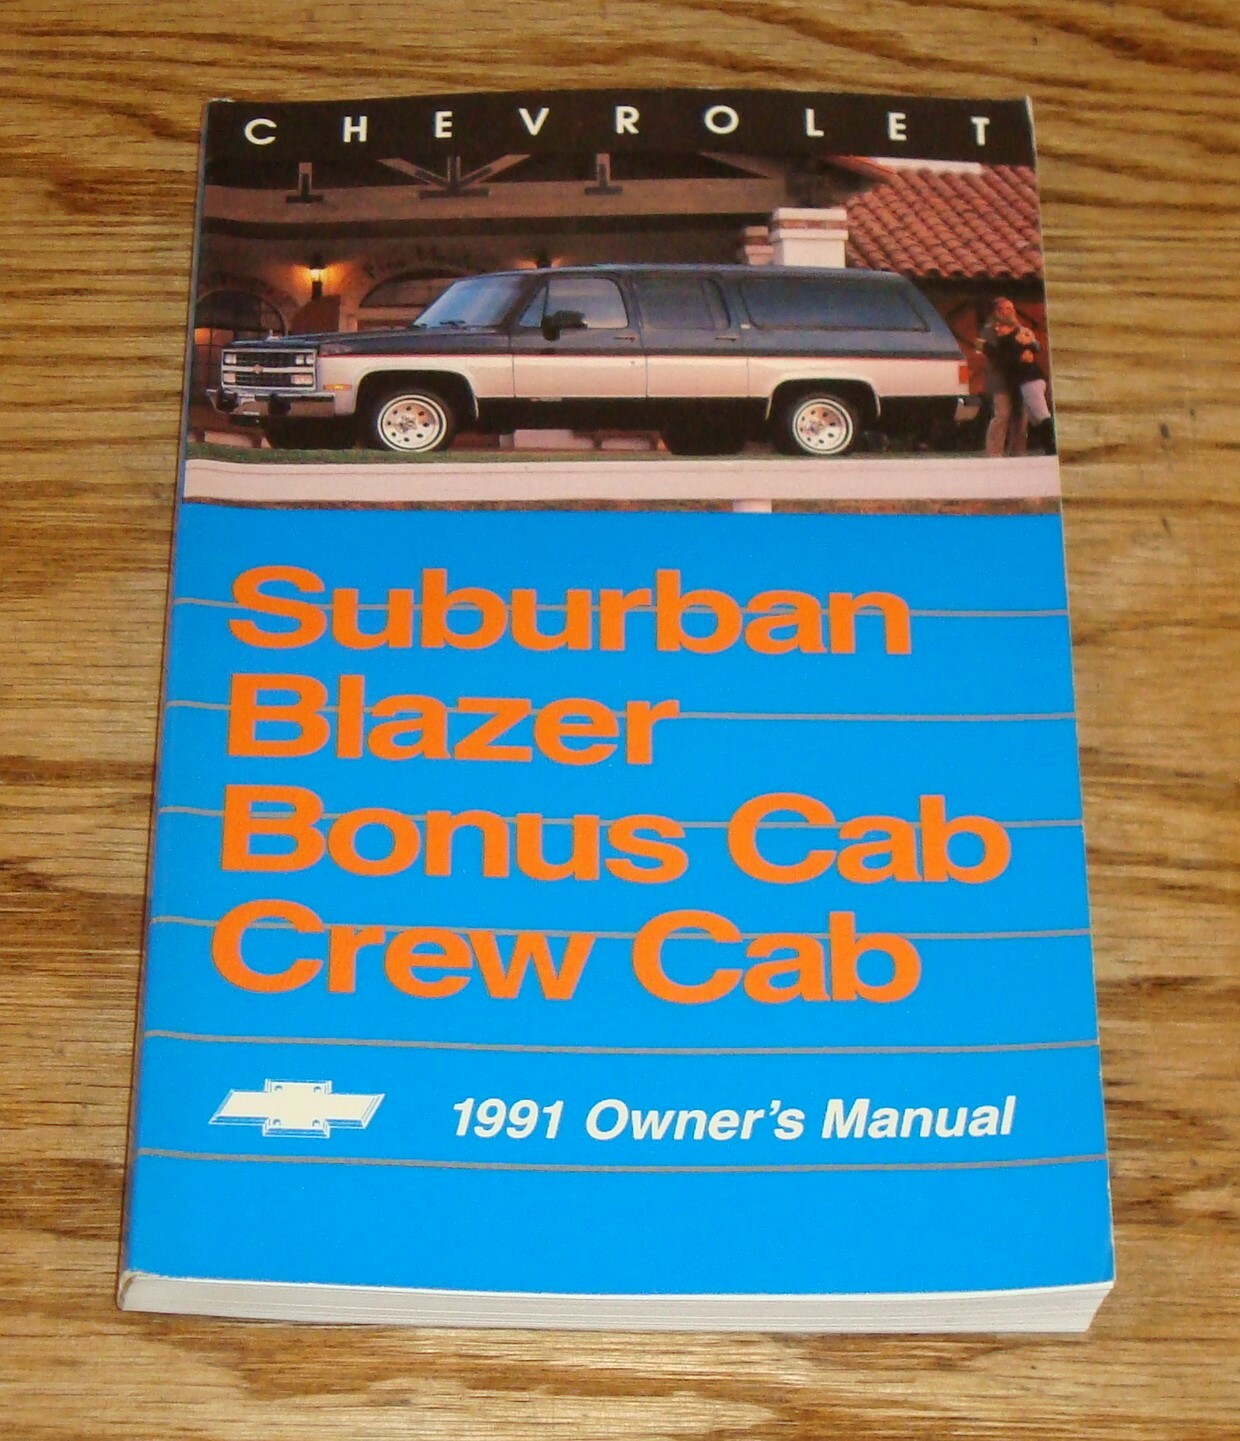 CHEVROLET
Suburban
Blazer
Bonus Cab
Crew Cab
1991 Owner's Manual